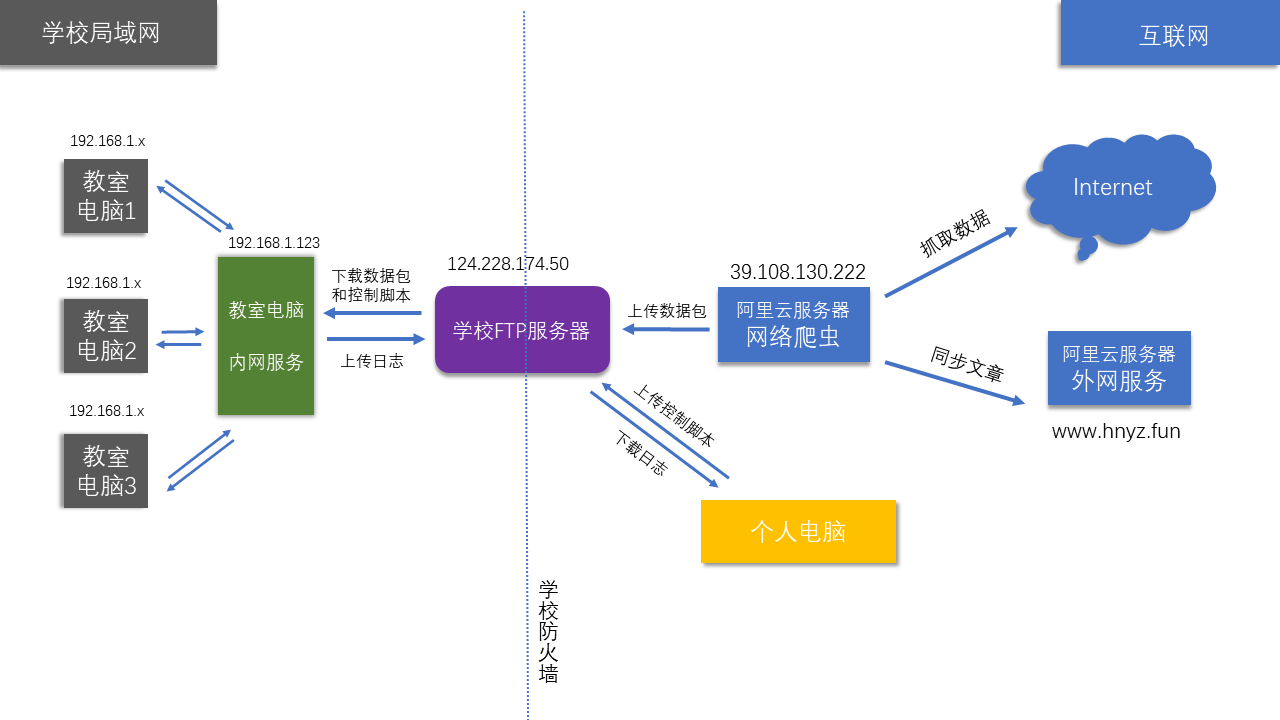 学校局域网
互联网
192.168.1.x
教室
电脑1
192.168.1.x
教室
电脑2
192.168.1.x
教室
电脑3
192.168.1.123
教室电脑
内网服务
下载数据包
和控制脚本
上传日志
124.228.174.50
学校FTP服务器
上传数据包
39.108.130.222
阿里云服务器
网络爬虫
抓取数据
Internet
同步文章
阿里云服务器
外网服务
www.hnyz.fun
上传控制脚本
下载日志
个人电脑
学校防火墙